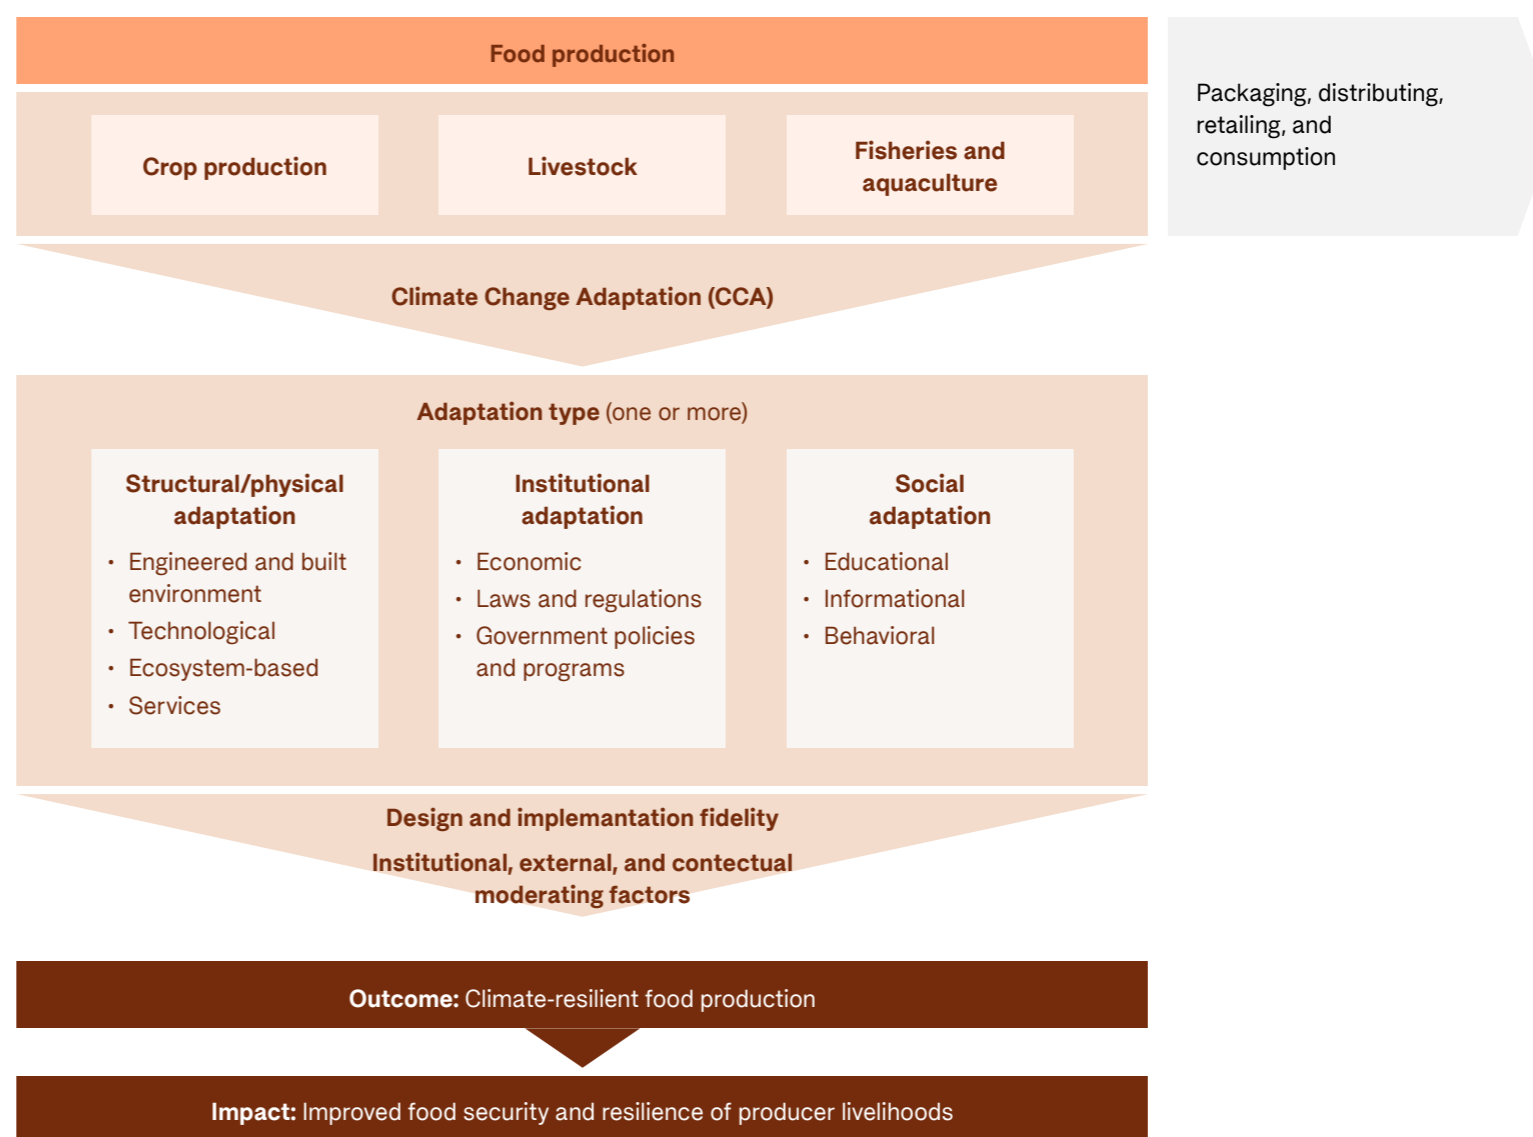 Food production
Packaging, distributing,
retailing, and
consumption
Crop production
Livestock
Fisheries and
aquaculture
Climate Change Adaptation (CCA)
Adaptation type (one or more)
Structural/physical
adaptation
• Engineered and built
environment
• Technological
• Ecosystem-based
• Services
Institutional
adaptation
• Economic
• Laws and regulations
• Government policies
and programs
Social
adaptation
• Educational
• Informational
• Behavioral
Design and implemantation fidelity
Institutional, external, and contectual
moderating factors
Outcome: Climate-resilient food production
Impact: Improved food security and resilience of producer livelihoods